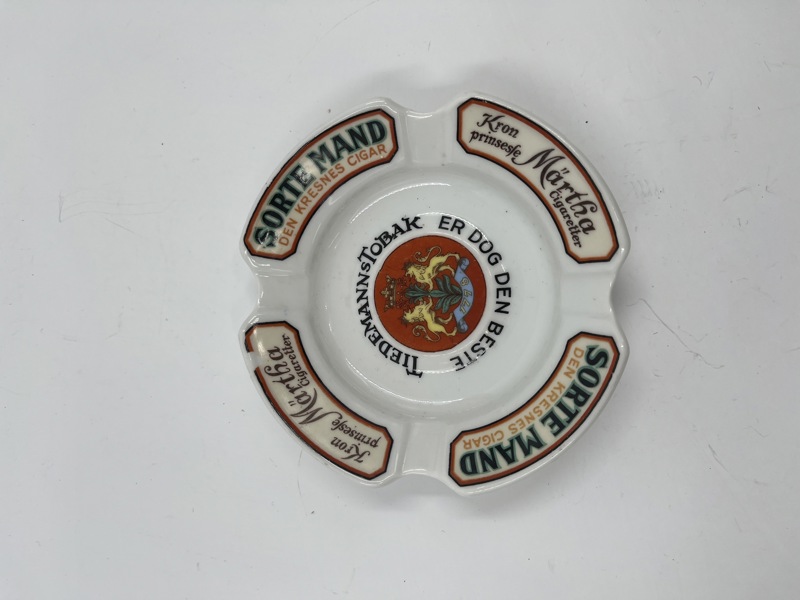 SORTE MAND
DEN KRESNES CIGAR
Kron
prinsesse
Märtha
Cigaretter
TIEDEMANNS TOBAK ER DOG DEN BESTE
Kron
prinsesse
Märtha
Cigaretter
SORTE MAND
DEN KRESNES CIGAR